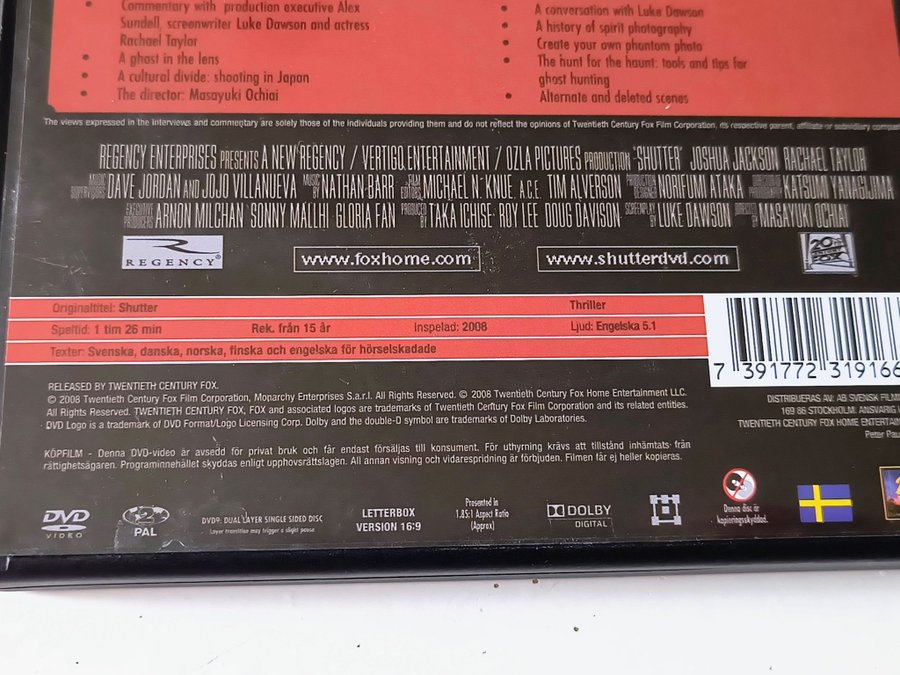 Commentary with production executive Alex
Sundell, screenwriter Luke Dawson and actress
Rachael Taylor
A ghost in the lens
A cultural divide: shooting in Japan
The director: Masayuki Ochiai
A conversation with Luke Dawson
A history of spirit photography
Create your own phantom photo
The hunt for the haunt: tools and tips for
ghost hunting
Alternate and deleted scenes
The views expressed in the interviews and commentary are solely those of the individuals providing them and do not reflect the opinions of Twentieth Century Fox Film Corporation, its respective parent, affiliate or subsidiary
REGENCY ENTERPRISES PRESENTS A NEW REGENCY / VERTIGO ENTERTAINMENT / OZLA PICTURES PRODUCTION "SHUTTER" JOSHUA JACKSON RACHAEL TAYLOR
MUSIC SUPERVISORS DAVE JORDAN AND JOJO VILLANUEVA MUSIC BY NATHAN BARR FILM EDITORS MICHAEL N. KNUE, A.C.E. TIM ALVERSON PRODUCTION DESIGNER NORIFUMI ATAKA KATSUMI YANAGIJIMA
EXECUTIVE PRODUCERS ARNON MILCHAN SONNY MALLHI GLORIA FAN PRODUCED BY TAKA ICHISE ROY LEE DOUG DAVISON SCREENPLAY BY LUKE DAWSON DIRECTED BY MASAYUKI OCHIAI
REGENCY
www.foxhome.com
www.shutterdvd.com
20th CENTURY FOX
Originaltitel: Shutter Thriller
Speltid: 1 tim 26 min Rek. från 15 år Inspelad: 2008 Ljud: Engelska 5.1
Texter: Svenska, danska, norska, finska och engelska för hörselskadade
7 391772 319166
RELEASED BY TWENTIETH CENTURY FOX.
© 2008 Twentieth Century Fox Film Corporation, Monarchy Enterprises S.a.r.l. All Rights Reserved. © 2008 Twentieth Century Fox Home Entertainment LLC.
All Rights Reserved. TWENTIETH CENTURY FOX, FOX and associated logos are trademarks of Twentieth Century Fox Film Corporation and its related entities.
DVD Logo is a trademark of DVD Format/Logo Licensing Corp. Dolby and the double-D symbol are trademarks of Dolby Laboratories.
KÖPFILM - Denna DVD-video är avsedd för privat bruk och får endast försäljas till konsument. För uthyrning krävs att tillstånd inhämtats från
rättighetsägaren. Programinnehållet skyddas enligt upphovsrättslagen. All annan visning och vidarespridning är förbjuden. Filmen får ej heller kopieras.
DISTRIBUERAS AV: AB SVENSK
169 86 STOCKHOLM. ANSVARIG
TWENTIETH CENTURY FOX HOME
Peter
DVD
VIDEO
PAL
DVD9: DUAL LAYER SINGLE SIDED DISC
Layer transition may trigger a slight pause
LETTERBOX
VERSION 16:9
Presented in
1.85:1 Aspect Ratio
(Approx)
DOLBY
DIGITAL
Denna disc är
kopieringsskyddad.